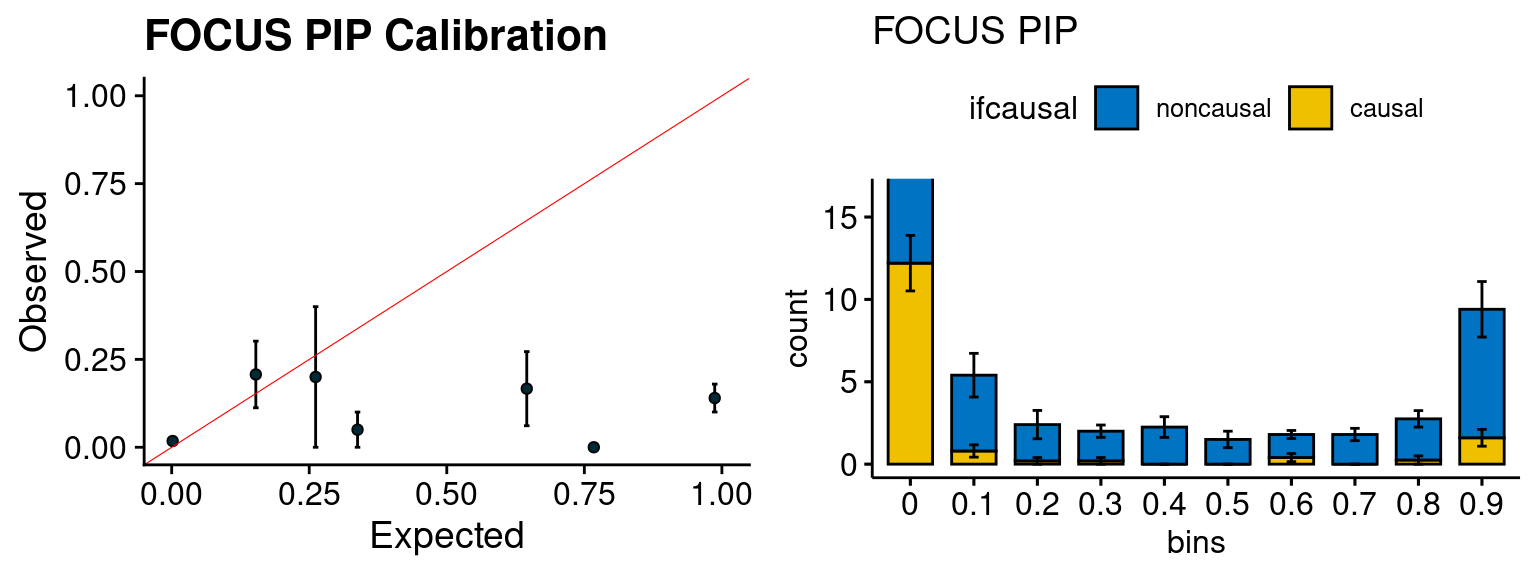 FOCUS PIP Calibration
1.00
0.75
0.50
0.25
0.00
Observed
0.00 0.25 0.50 0.75 1.00
Expected
FOCUS PIP
ifcausal noncausal causal
15
10
5
0
count
0 0.1 0.2 0.3 0.4 0.5 0.6 0.7 0.8 0.9
bins